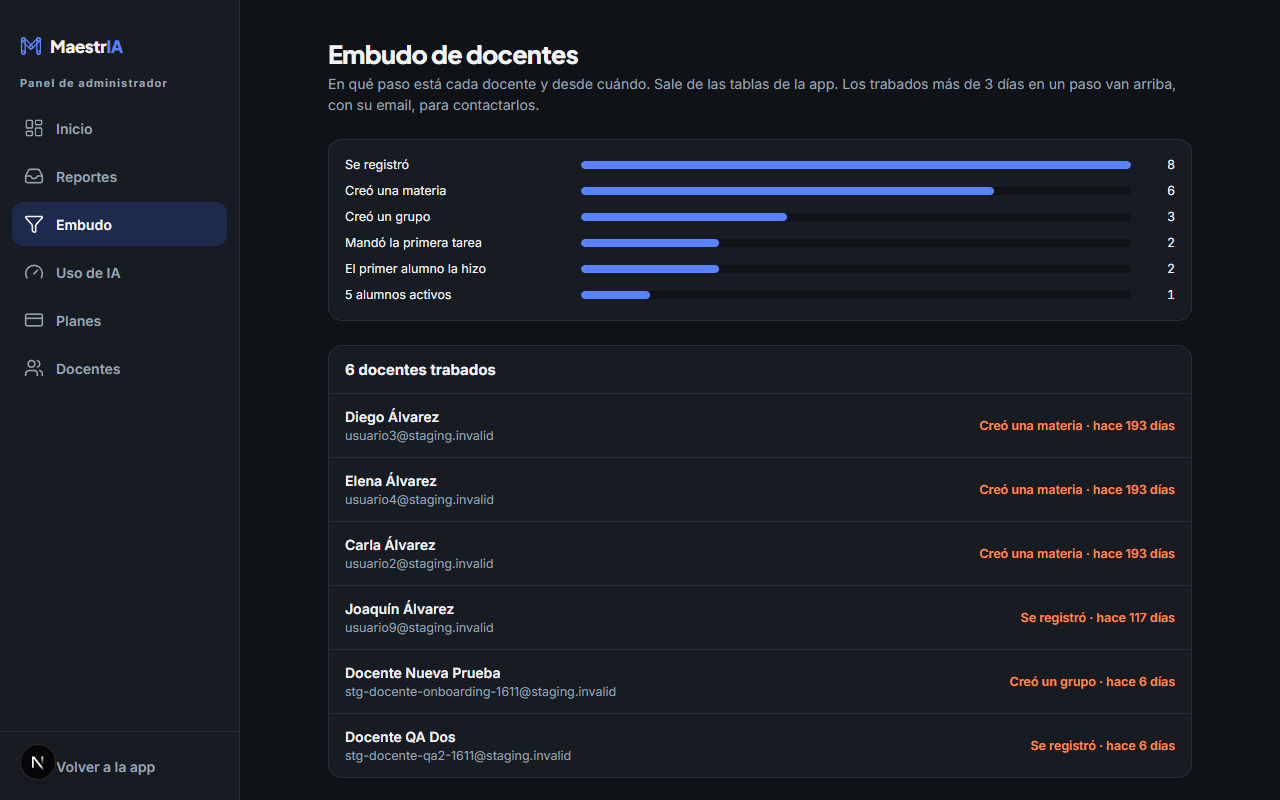 MaestrIA
Panel de administrador
Inicio
Reportes
Embudo
Uso de IA
Planes
Docentes
N Volver a la app
Embudo de docentes
En qué paso está cada docente y desde cuándo. Sale de las tablas de la app. Los trabados más de 3 días en un paso van arriba,
con su email, para contactarlos.
Se registró 8
Creó una materia 6
Creó un grupo 3
Mandó la primera tarea 2
El primer alumno la hizo 2
5 alumnos activos 1
6 docentes trabados
Diego Álvarez
usuario3@staging.invalid
Creó una materia · hace 193 días
Elena Álvarez
usuario4@staging.invalid
Creó una materia · hace 193 días
Carla Álvarez
usuario2@staging.invalid
Creó una materia · hace 193 días
Joaquín Álvarez
usuario9@staging.invalid
Se registró · hace 117 días
Docente Nueva Prueba
stg-docente-onboarding-1611@staging.invalid
Creó un grupo · hace 6 días
Docente QA Dos
stg-docente-qa2-1611@staging.invalid
Se registró · hace 6 días